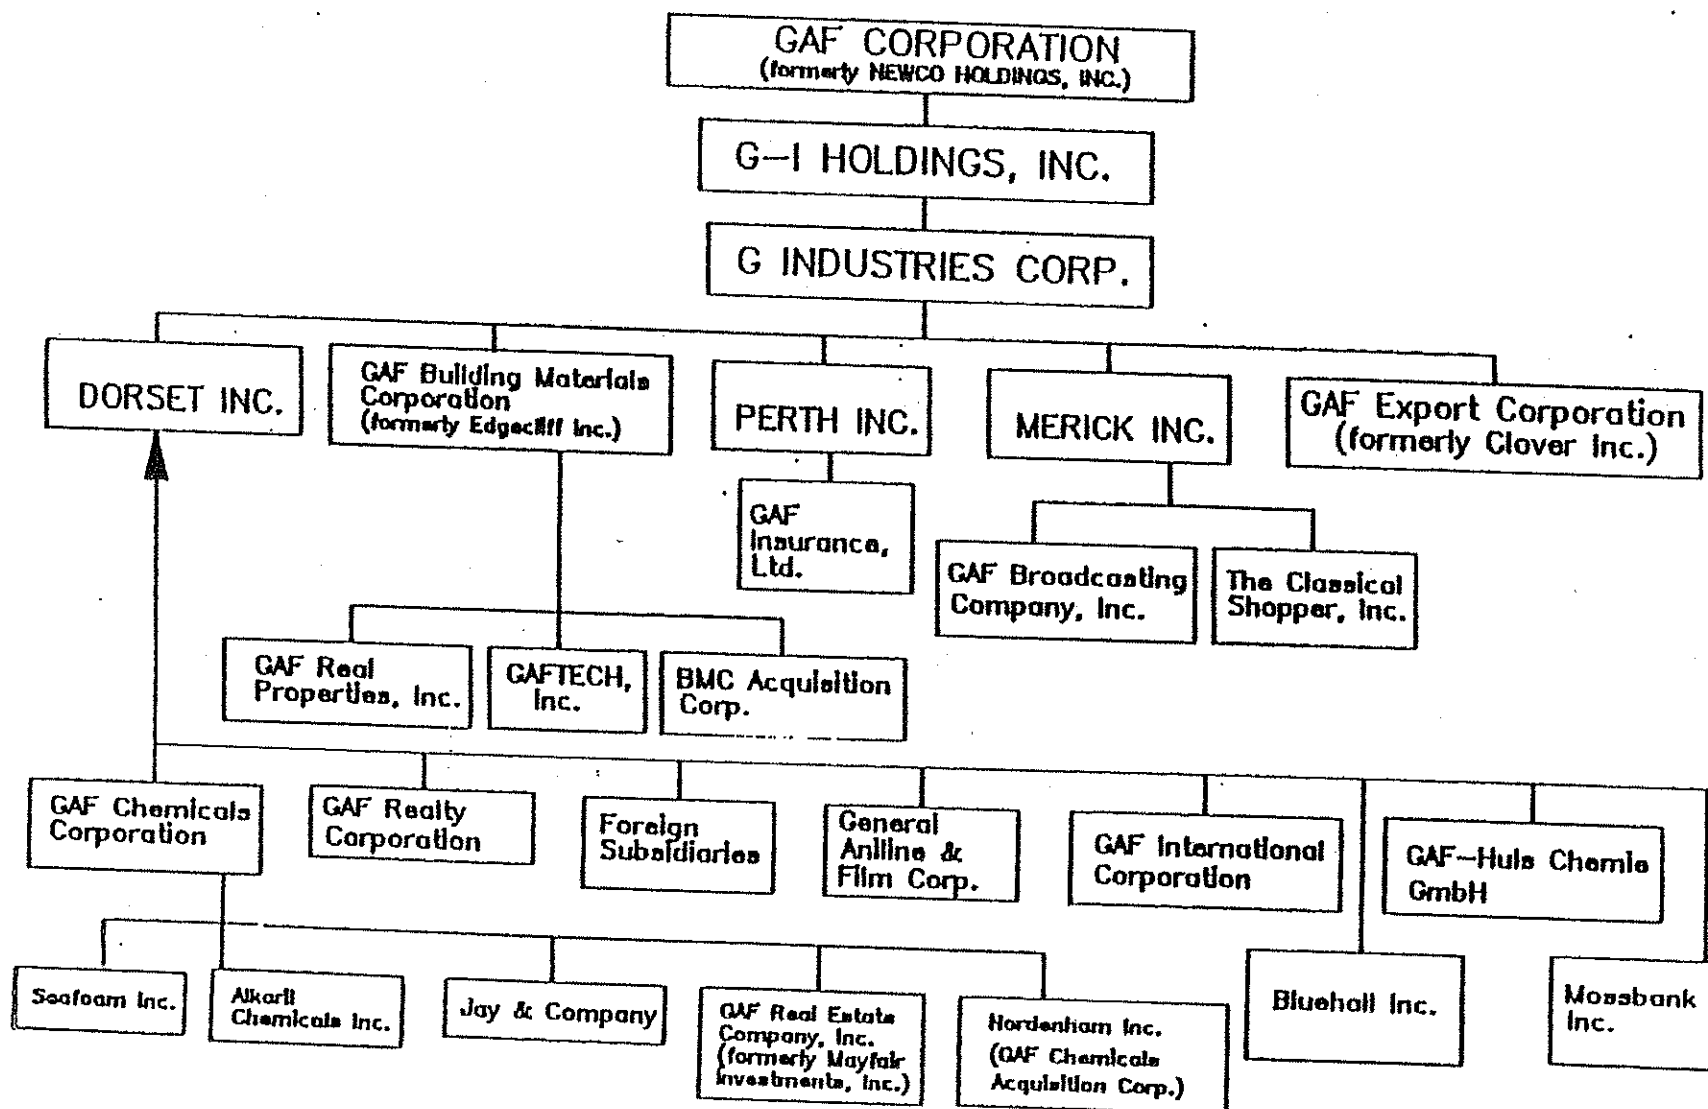 GAF CORPORATION
(formerly NEWCO HOLDINGS, INC.)
G-I HOLDINGS, INC.
G INDUSTRIES CORP.
DORSET INC.
GAF Building Materials
Corporation
(formerly Edgecliff Inc.)
PERTH INC.
MERICK INC.
GAF Export Corporation
(formerly Clover Inc.)
GAF
Insurance,
Ltd.
GAF Broadcasting
Company, Inc.
The Classical
Shopper, Inc.
GAF Real
Properties, Inc.
GAFTECH,
Inc.
BMC Acquisition
Corp.
GAF Chemicals
Corporation
GAF Realty
Corporation
Foreign
Subsidiaries
General
Aniline &
Film Corp.
GAF International
Corporation
GAF-Huls Chemie
GmbH
Seafoam Inc.
Alkaril
Chemicals Inc.
Jay & Company
GAF Real Estate
Company, Inc.
(formerly Mayfair
Investments, Inc.)
Nordenham Inc.
(GAF Chemicals
Acquisition Corp.)
Bluehall Inc.
Mossbank
Inc.